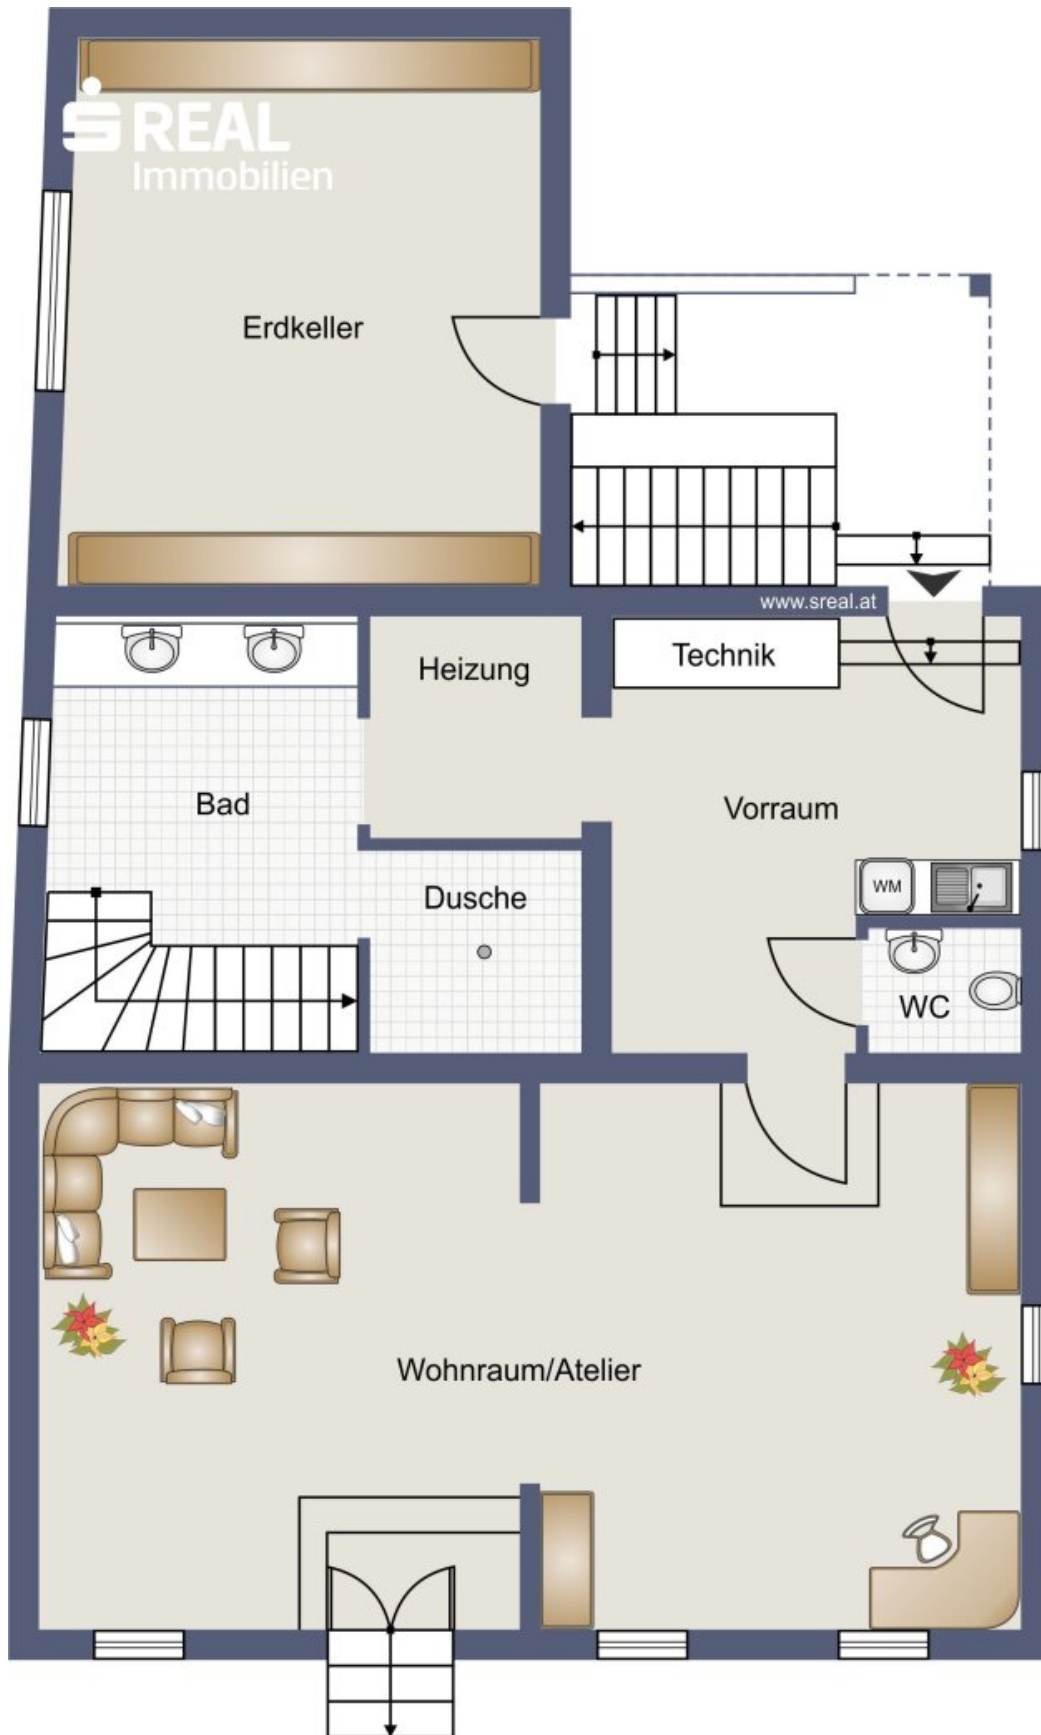 S REAL
Immobilien
Erdkeller
www.sreal.at
Heizung
Technik
Bad
Vorraum
Dusche
WM
WC
Wohnraum/Atelier